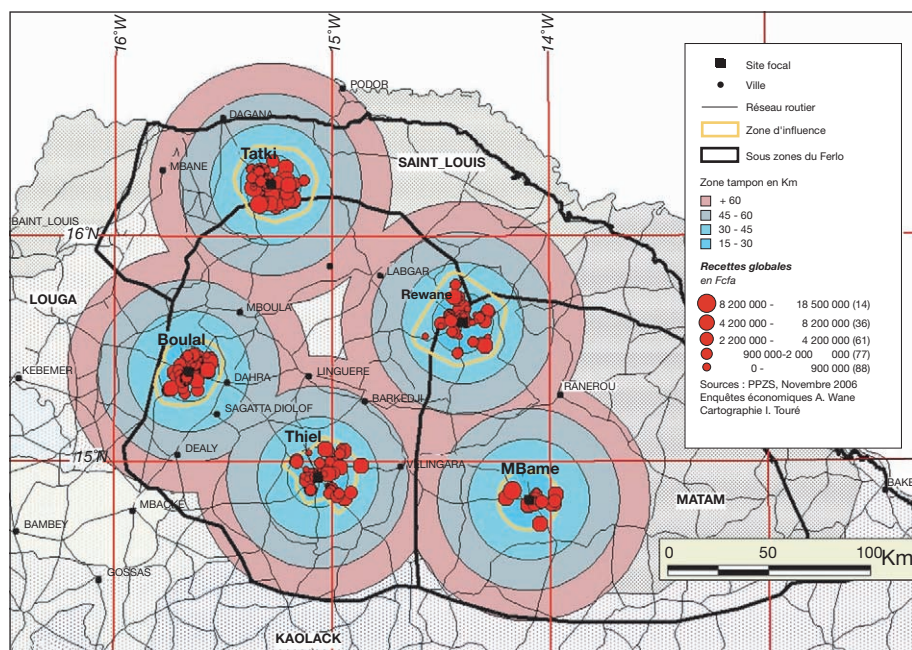 16°W
15°W
14°W
PODOR
DAGANA
Tatki
MBANE
SAINT_LOUIS
SAINT_LOUIS
16°N
LABGAR
LOUGA
Rewane
MBOULA
Boulal
KEBEMER
DAHRA
LINGUERE
RANEROU
BARKEDJI
SAGATTA DIOLOF
Thiel
DEALY
15°N
VELINGARA
MBame
MATAM
BAKE
MBACKE
BAMBEY
GOSSAS
KAOLACK
Site focal
Ville
Réseau routier
Zone d'influence
Sous zones du Ferlo
Zone tampon en Km
+ 60
45 - 60
30 - 45
15 - 30
Recettes globales
en Fcfa
8 200 000 - 18 500 000 (14)
4 200 000 - 8 200 000 (36)
2 200 000 - 4 200 000 (61)
900 000-2 000 000 (77)
0 - 900 000 (88)
Sources : PPZS, Novembre 2006
Enquêtes économiques A. Wane
Cartographie I. Touré
0 50 100
Km